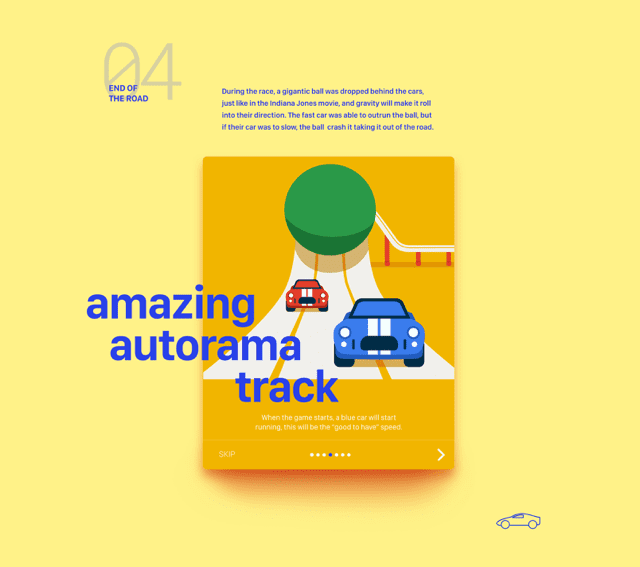 04
END OF
THE ROAD
During the race, a gigantic ball was dropped behind the cars,
just like in the Indiana Jones movie, and gravity will make it roll
into their direction. The fast car was able to outrun the ball, but
if their car was to slow, the ball crash it taking it out of the road.
amazing
autorama
track
When the game starts, a blue car will start
running, this will be the "good to have" speed
SKIP